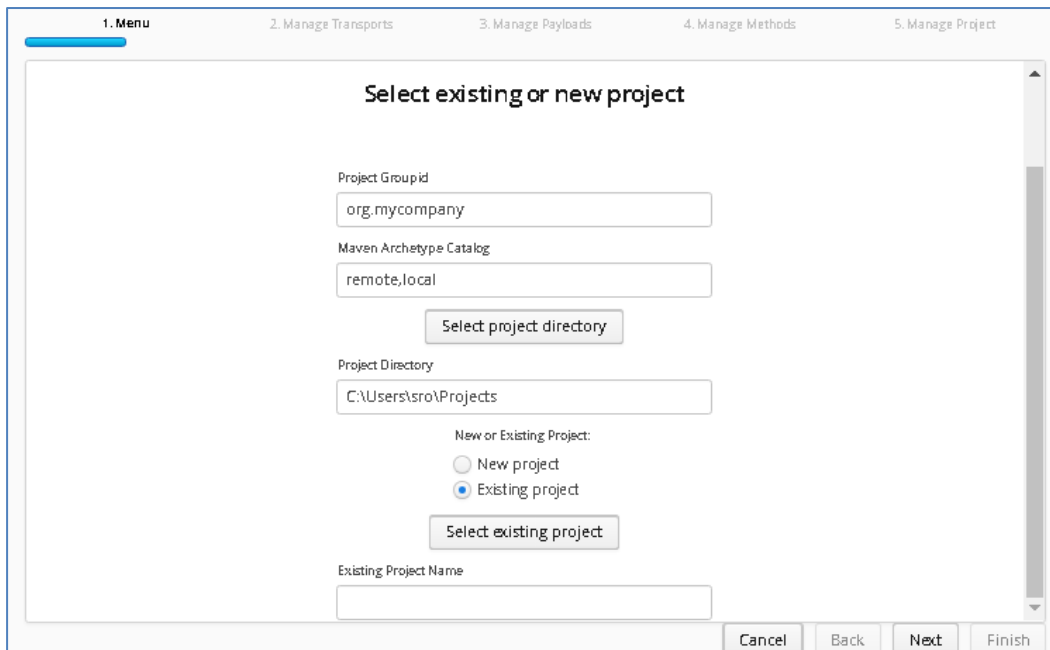 1. Menu 2. Manage Transports 3. Manage Payloads 4. Manage Methods 5. Manage Project
Select existing or new project
Project Groupid
org.mycompany
Maven Archetype Catalog
remote,local
Select project directory
Project Directory
C:\Users\sro\Projects
New or Existing Project:
New project
Existing project
Select existing project
Existing Project Name
Cancel Back Next Finish